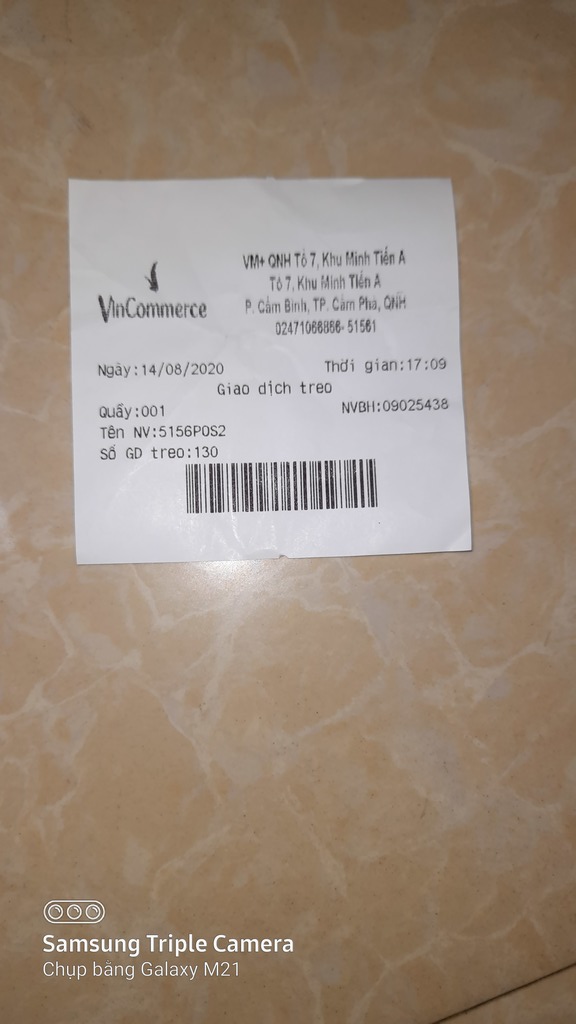 VinCommerce
VM+ QNH Tổ 7, Khu Minh Tiến A
Tổ 7, Khu Minh Tiến A
P. Cẩm Bình, TP. Cẩm Phả, QNH
02471066866- 51561
Ngày:14/08/2020 Thời gian:17:09
Giao dịch treo
Quầy:001 NVBH:09025438
Tên NV:5156POS2
Số GD treo:130
Samsung Triple Camera
Chụp bằng Galaxy M21